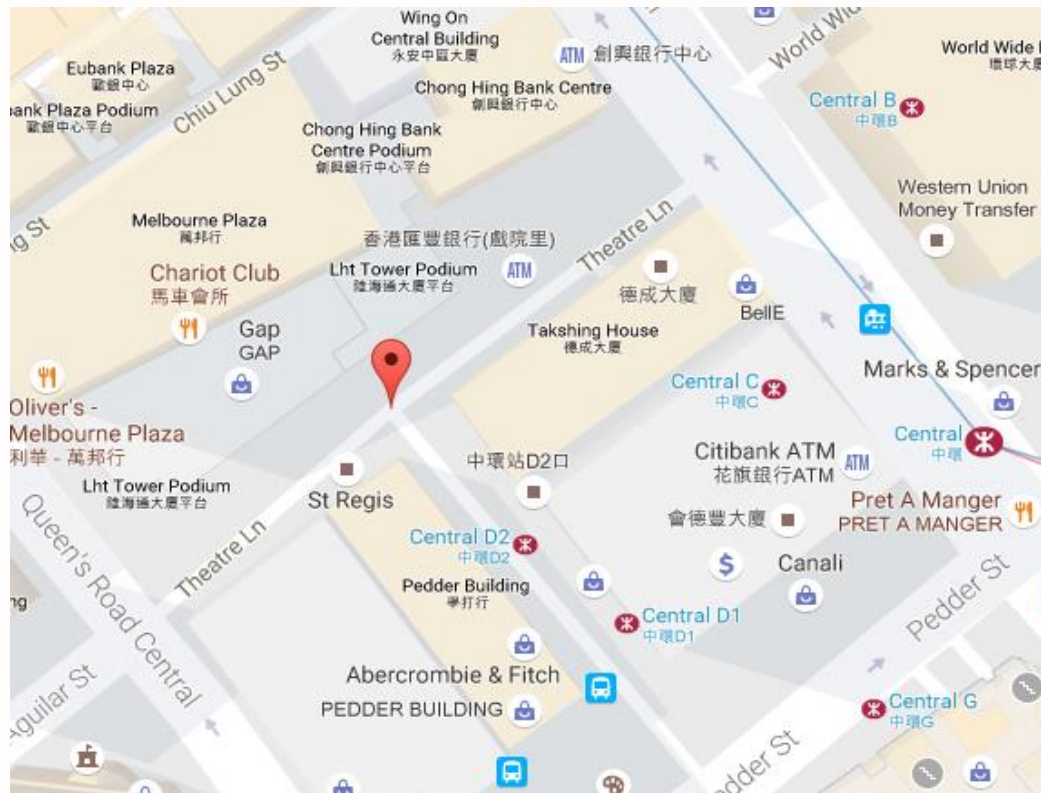 Wing On
Central Building
永安中區大廈
ATM 創興銀行中心
World Wid
World Wide
環球大廈
Eubank Plaza
歐銀中心
Chiu Lung St
Chong Hing Bank Centre
創興銀行中心
Central B
中環B
ank Plaza Podium
歐銀中心平台
Chong Hing Bank
Centre Podium
創興銀行中心平台
Western Union
Money Transfer
Melbourne Plaza
萬邦行
ng St
香港匯豐銀行(戲院里)
Theatre Ln
Chariot Club
馬車會所
Lht Tower Podium
陸海通大廈平台
ATM
德成大廈
BellE
Gap
GAP
Takshing House
德成大廈
Marks & Spencer
Central C
中環C
Oliver's -
Melbourne Plaza
利華 - 萬邦行
Central
中環
Citibank ATM
花旗銀行ATM
ATM
中環站D2口
Lht Tower Podium
陸海通大廈平台
St Regis
Pret A Manger
PRET A MANGER
會德豐大廈
Queen's Road Central
Theatre Ln
Central D2
中環D2
$
Canali
Pedder Building
畢打行
ng
Pedder St
Central D1
中環D1
Abercrombie & Fitch
PEDDER BUILDING
Aguilar St
Central G
中環G
edder St